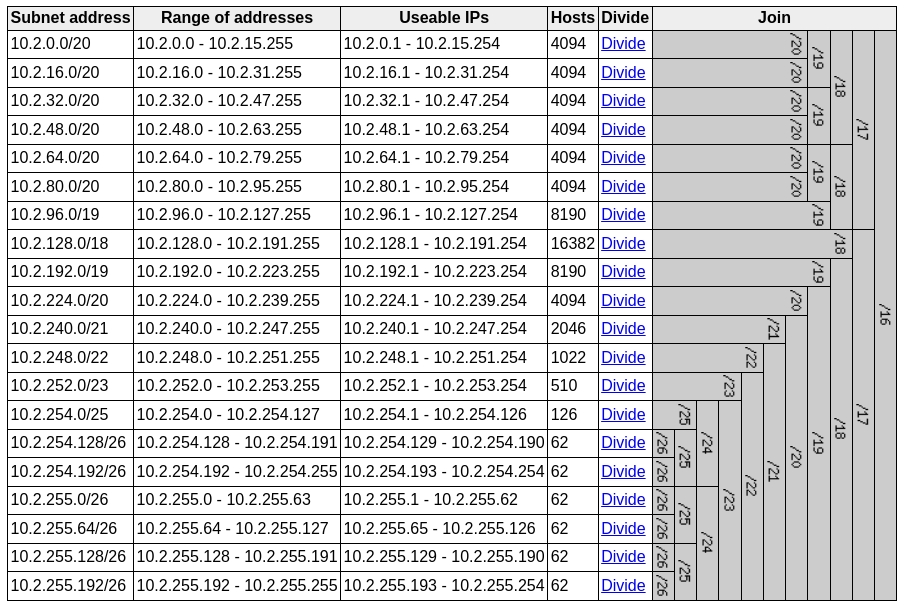 Subnet address Range of addresses Useable IPs Hosts Divide Join
10.2.0.0/20 10.2.0.0 - 10.2.15.255 10.2.0.1 - 10.2.15.254 4094 Divide /20 /19 /18 /17 /16
10.2.16.0/20 10.2.16.0 - 10.2.31.255 10.2.16.1 - 10.2.31.254 4094 Divide /20
10.2.32.0/20 10.2.32.0 - 10.2.47.255 10.2.32.1 - 10.2.47.254 4094 Divide /20 /19
10.2.48.0/20 10.2.48.0 - 10.2.63.255 10.2.48.1 - 10.2.63.254 4094 Divide /20
10.2.64.0/20 10.2.64.0 - 10.2.79.255 10.2.64.1 - 10.2.79.254 4094 Divide /20 /19 /18
10.2.80.0/20 10.2.80.0 - 10.2.95.255 10.2.80.1 - 10.2.95.254 4094 Divide /20
10.2.96.0/19 10.2.96.0 - 10.2.127.255 10.2.96.1 - 10.2.127.254 8190 Divide /19
10.2.128.0/18 10.2.128.0 - 10.2.191.255 10.2.128.1 - 10.2.191.254 16382 Divide /18 /17
10.2.192.0/19 10.2.192.0 - 10.2.223.255 10.2.192.1 - 10.2.223.254 8190 Divide /19 /18
10.2.224.0/20 10.2.224.0 - 10.2.239.255 10.2.224.1 - 10.2.239.254 4094 Divide /20 /19
10.2.240.0/21 10.2.240.0 - 10.2.247.255 10.2.240.1 - 10.2.247.254 2046 Divide /21 /20
10.2.248.0/22 10.2.248.0 - 10.2.251.255 10.2.248.1 - 10.2.251.254 1022 Divide /22 /21
10.2.252.0/23 10.2.252.0 - 10.2.253.255 10.2.252.1 - 10.2.253.254 510 Divide /23 /22
10.2.254.0/25 10.2.254.0 - 10.2.254.127 10.2.254.1 - 10.2.254.126 126 Divide /25 /24 /23
10.2.254.128/26 10.2.254.128 - 10.2.254.191 10.2.254.129 - 10.2.254.190 62 Divide /26 /25
10.2.254.192/26 10.2.254.192 - 10.2.254.255 10.2.254.193 - 10.2.254.254 62 Divide /26
10.2.255.0/26 10.2.255.0 - 10.2.255.63 10.2.255.1 - 10.2.255.62 62 Divide /26 /25 /24
10.2.255.64/26 10.2.255.64 - 10.2.255.127 10.2.255.65 - 10.2.255.126 62 Divide /26
10.2.255.128/26 10.2.255.128 - 10.2.255.191 10.2.255.129 - 10.2.255.190 62 Divide /26 /25
10.2.255.192/26 10.2.255.192 - 10.2.255.255 10.2.255.193 - 10.2.255.254 62 Divide /26